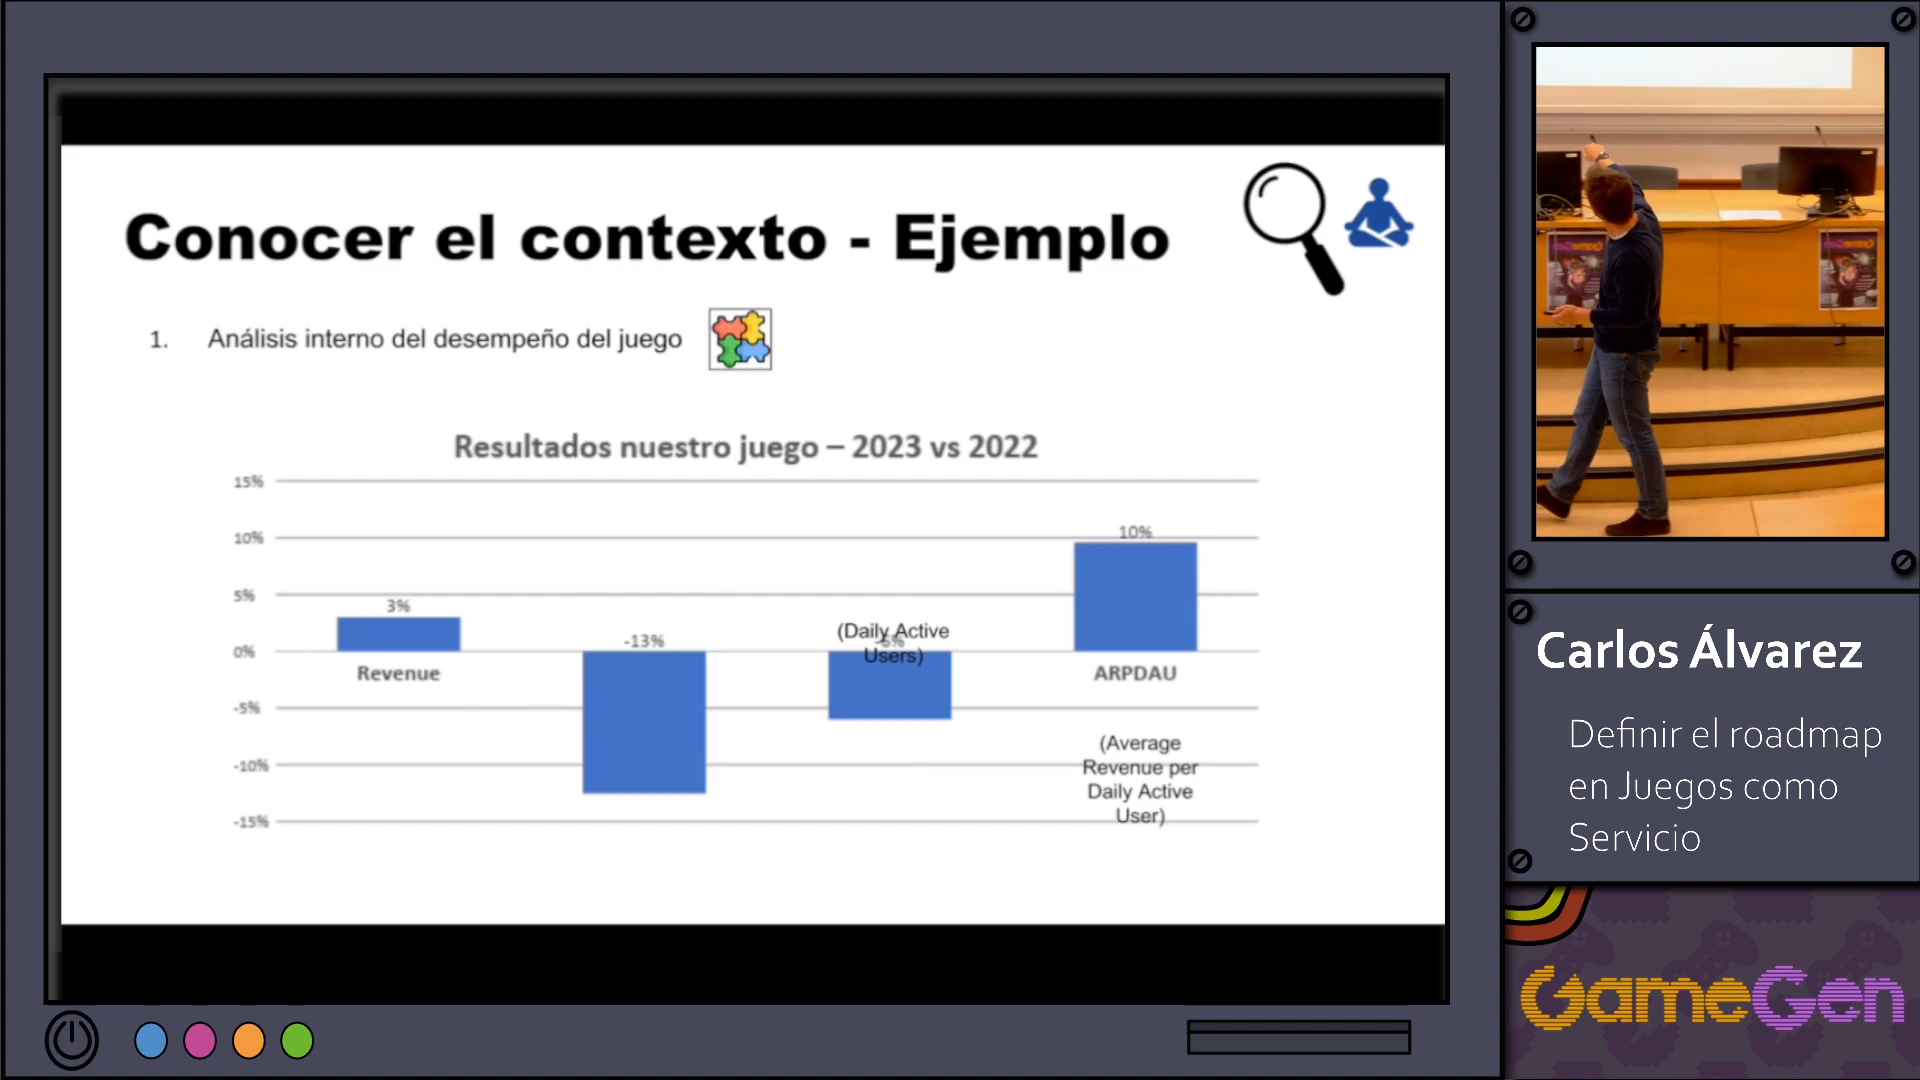 Conocer el contexto - Ejemplo
1. Análisis interno del desempeño del juego
Resultados nuestro juego – 2023 vs 2022
15%
10%
5%
0%
-5%
-10%
-15%
3%
Revenue
-13%
-6%
(Daily Active
Users)
10%
ARPDAU
(Average
Revenue per
Daily Active
User)
Carlos Álvarez
Definir el roadmap
en Juegos como
Servicio
GameGen